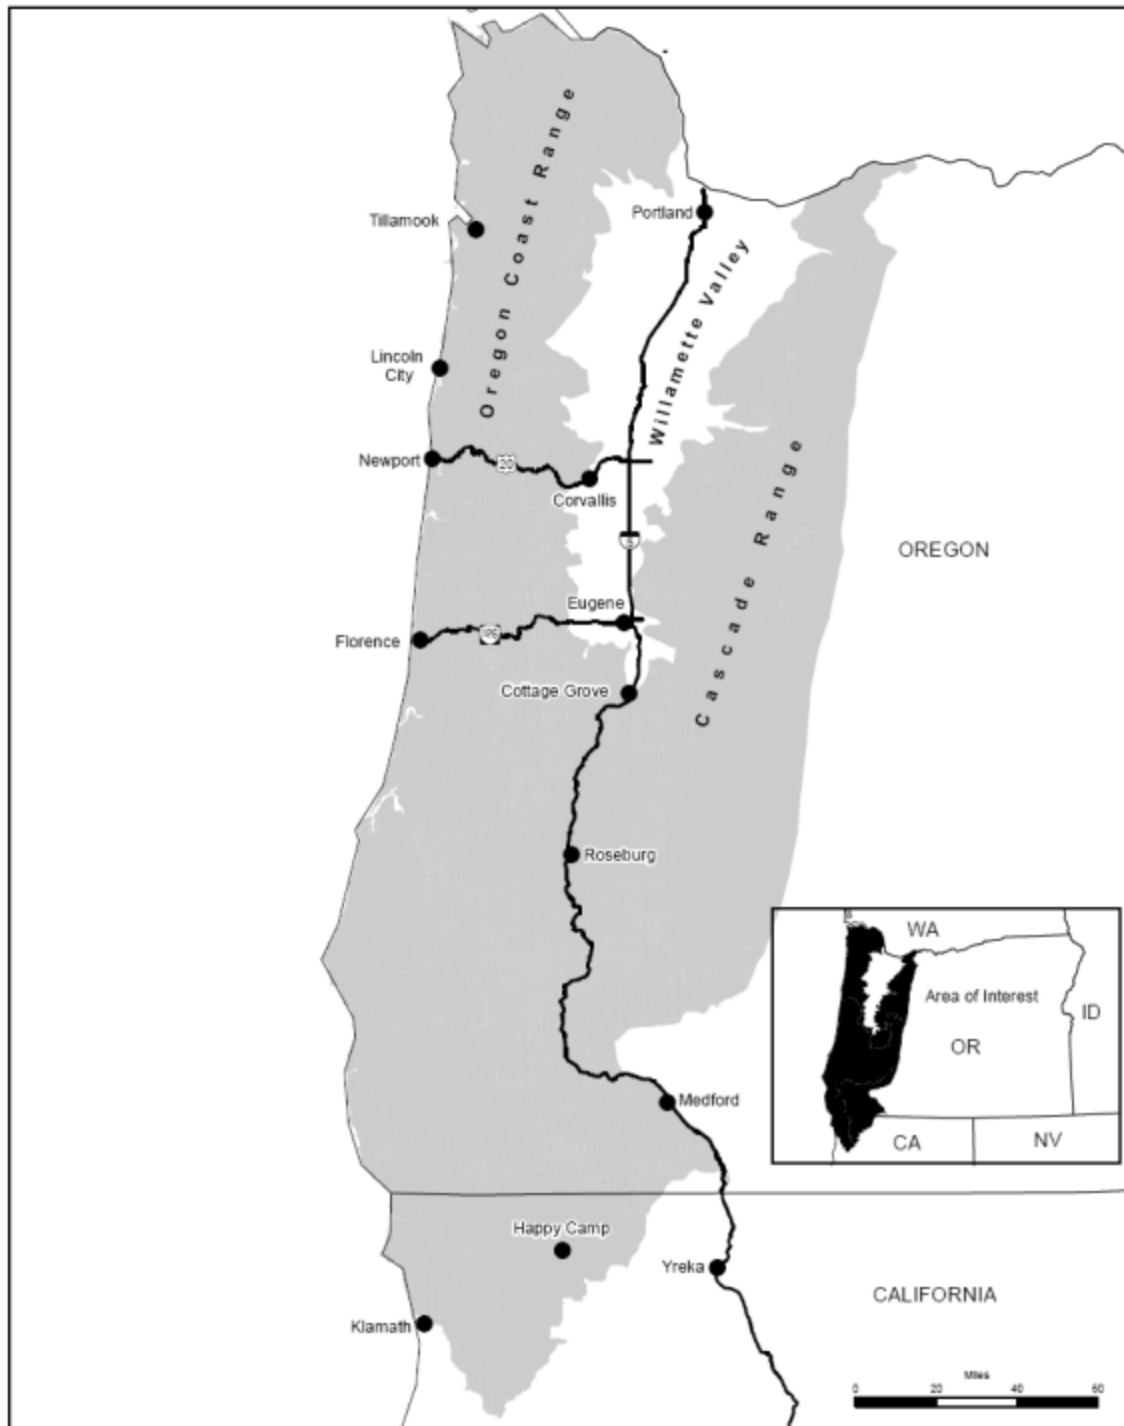 Oregon Coast Range
Portland
Tillamook
Willamette Valley
Lincoln
City
Cascade Range
Newport
20
Corvallis
5
OREGON
Eugene
Florence
126
Cottage Grove
Roseburg
WA
Area of Interest
ID
OR
Medford
CA
NV
Happy Camp
Yreka
CALIFORNIA
Klamath
Miles
0 20 40 60